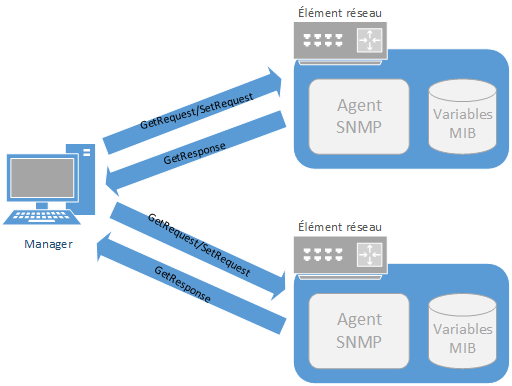 Élément réseau
GetRequest/SetRequest
Agent
SNMP
Variables
MIB
GetResponse
Manager
GetRequest/SetRequest
Élément réseau
GetResponse
Agent
SNMP
Variables
MIB